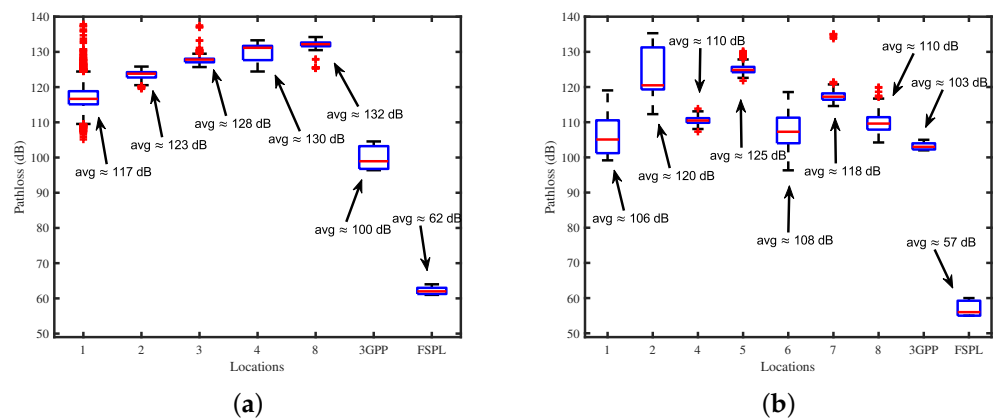 140
130
120
110
100
90
80
70
60
50
Pathloss (dB)
avg ≈ 117 dB
avg ≈ 123 dB
avg ≈ 128 dB
avg ≈ 130 dB
avg ≈ 132 dB
avg ≈ 100 dB
avg ≈ 62 dB
1 2 3 4 8 3GPP FSPL
Locations
(a)
140
130
120
110
100
90
80
70
60
50
Pathloss (dB)
avg ≈ 106 dB
avg ≈ 120 dB
avg ≈ 110 dB
avg ≈ 125 dB
avg ≈ 108 dB
avg ≈ 118 dB
avg ≈ 110 dB
avg ≈ 103 dB
avg ≈ 57 dB
1 2 4 5 6 7 8 3GPP FSPL
Locations
(b)